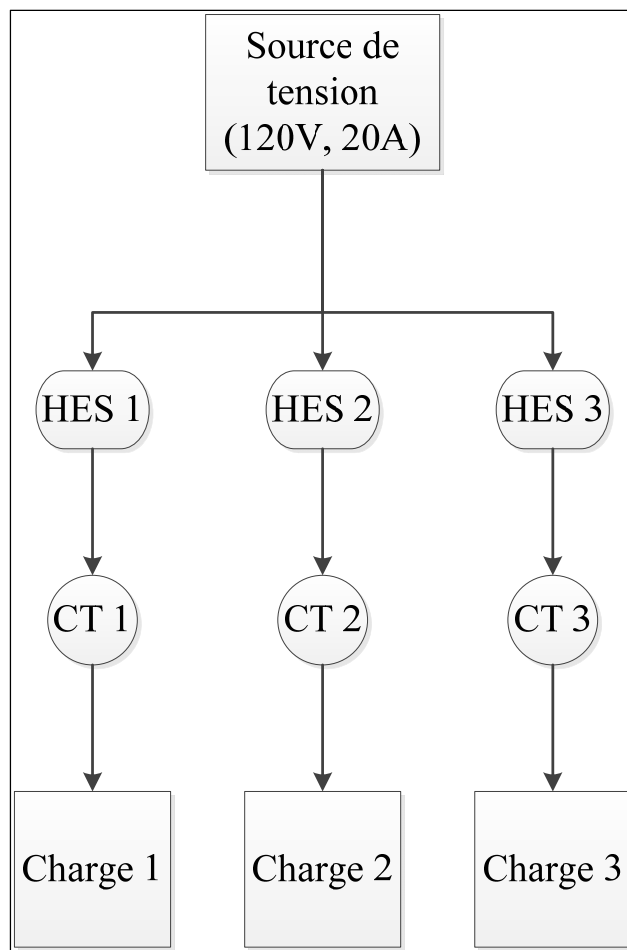 Source de
tension
(120V, 20A)
HES 1
HES 2
HES 3
CT 1
CT 2
CT 3
Charge 1
Charge 2
Charge 3